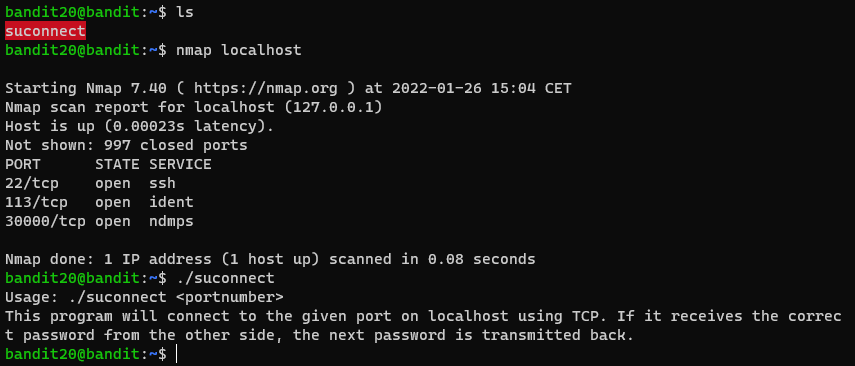 bandit20@bandit:~$ ls
suconnect
bandit20@bandit:~$ nmap localhost
Starting Nmap 7.40 ( https://nmap.org ) at 2022-01-26 15:04 CET
Nmap scan report for localhost (127.0.0.1)
Host is up (0.00023s latency).
Not shown: 997 closed ports
PORT      STATE SERVICE
22/tcp    open  ssh
113/tcp   open  ident
30000/tcp open  ndmps
Nmap done: 1 IP address (1 host up) scanned in 0.08 seconds
bandit20@bandit:~$ ./suconnect
Usage: ./suconnect <portnumber>
This program will connect to the given port on localhost using TCP. If it receives the correc
t password from the other side, the next password is transmitted back.
bandit20@bandit:~$